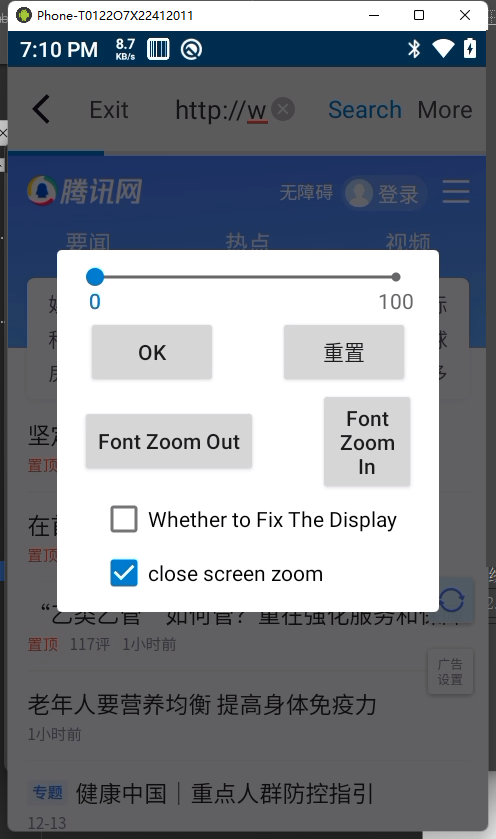 Phone-T0122O7X22412011
7:10 PM 8.7 KB/s
Exit http://w Search More
腾讯网 无障碍 登录
要闻 热点 视频
0 100
OK 重置
Font Zoom Out Font Zoom In
Whether to Fix The Display
close screen zoom
置顶
置顶
“乙类乙管”如何管？重在强化服务和保障
置顶 117评 1小时前
广告
设置
老年人要营养均衡 提高身体免疫力
1小时前
专题 健康中国｜重点人群防控指引
12-13